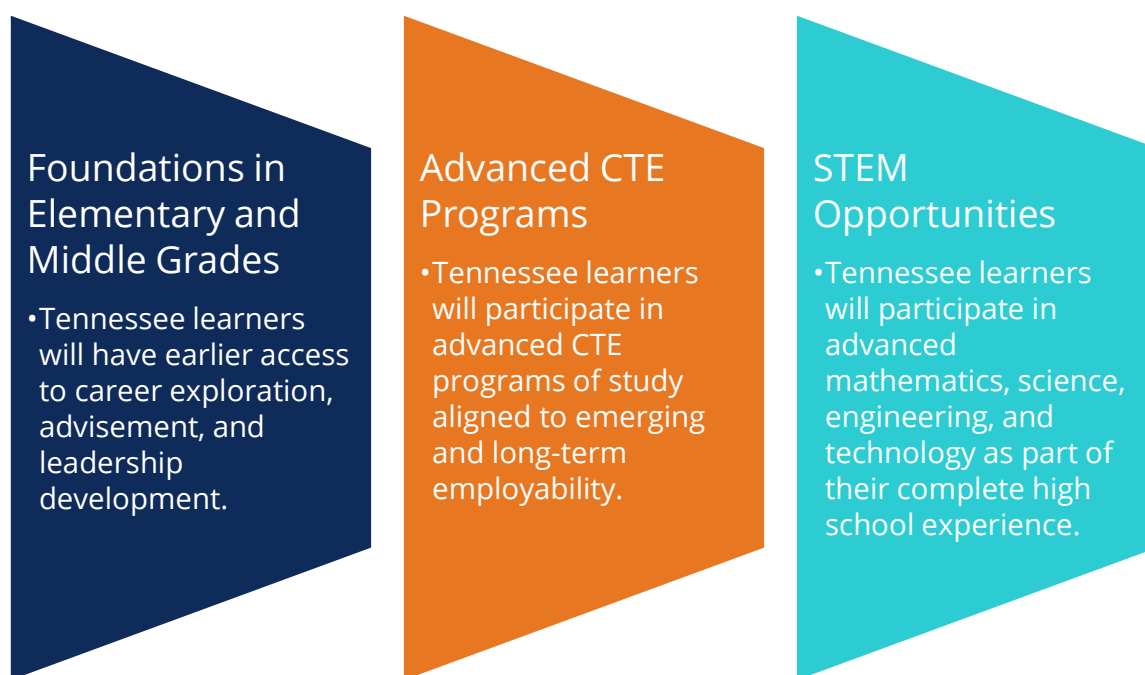 Foundations in
Elementary and
Middle Grades
•Tennessee learners
will have earlier access
to career exploration,
advisement, and
leadership
development.
Advanced CTE
Programs
•Tennessee learners
will participate in
advanced CTE
programs of study
aligned to emerging
and long-term
employability.
STEM
Opportunities
•Tennessee learners
will participate in
advanced
mathematics, science,
engineering, and
technology as part of
their complete high
school experience.